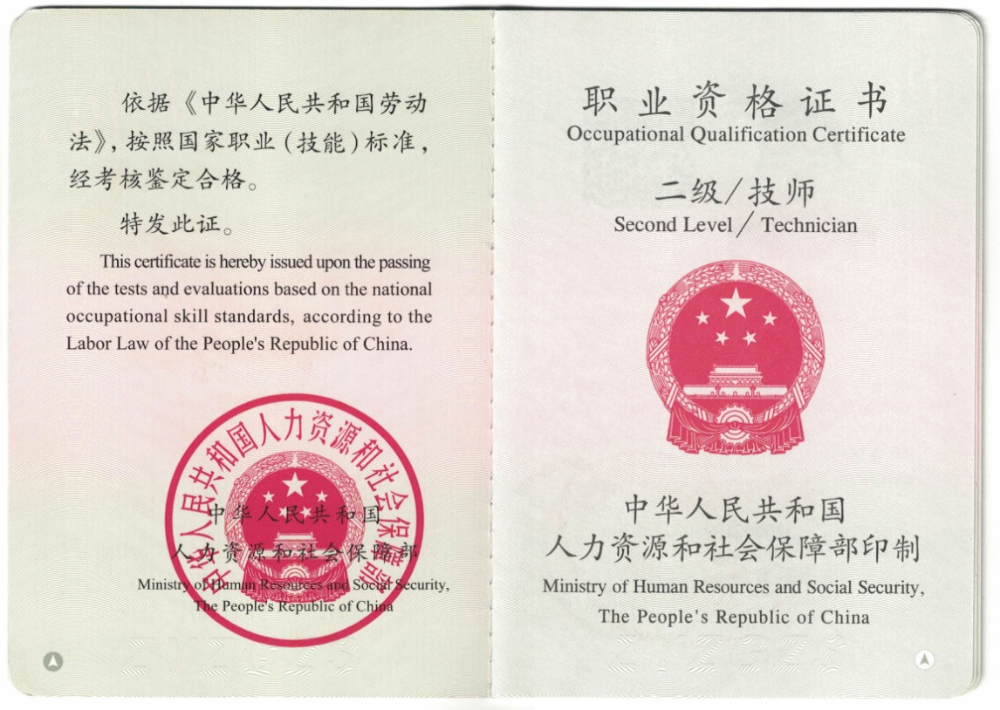 依据《中华人民共和国劳动
法》，按照国家职业（技能）标准，
经考核鉴定合格。
特发此证。
This certificate is hereby issued upon the passing
of the tests and evaluations based on the national
occupational skill standards, according to the
Labor Law of the People's Republic of China.
中华人民共和国人力资源和社会保障部
中华人民共和国
人力资源和社会保障部
Ministry of Human Resources and Social Security,
The People's Republic of China
职业资格证书
Occupational Qualification Certificate
二级/技师
Second Level/Technician
中华人民共和国
人力资源和社会保障部印制
Ministry of Human Resources and Social Security,
The People's Republic of China